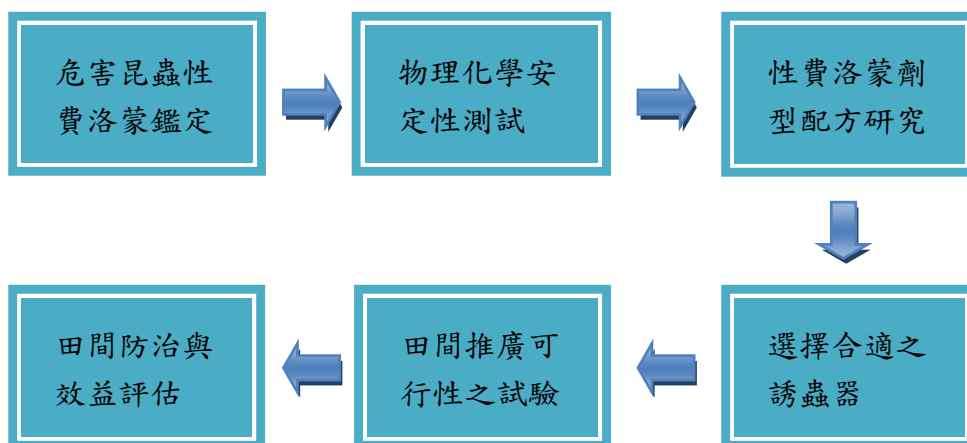 危害昆蟲性
費洛蒙鑑定
物理化學安
定性測試
性費洛蒙劑
型配方研究
選擇合適之
誘蟲器
田間推廣可
行性之試驗
田間防治與
效益評估